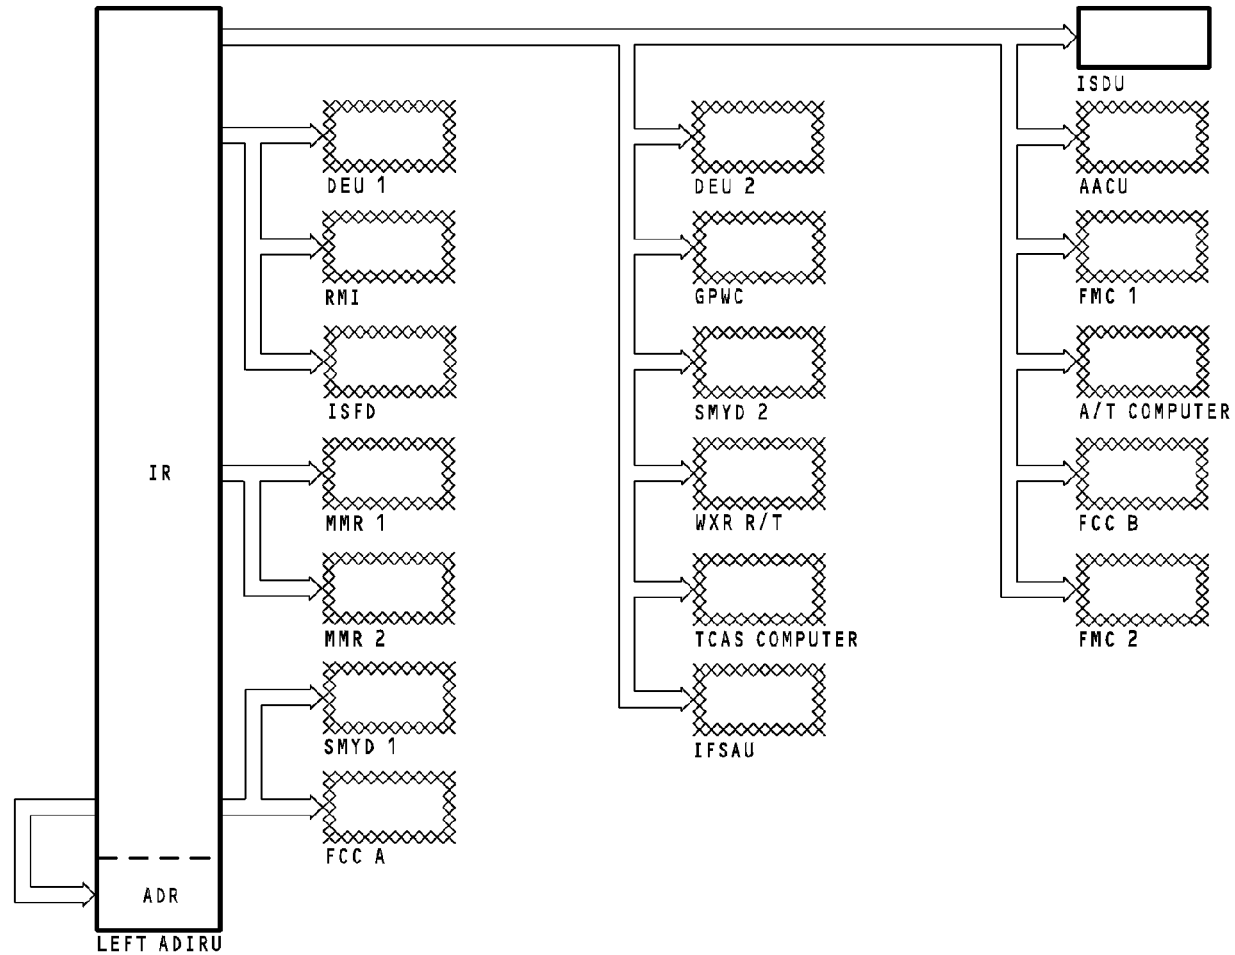 ISDU
DEU 1
DEU 2
AACU
RMI
GPWC
FMC 1
ISFD
SMYD 2
A/T COMPUTER
IR
MMR 1
WXR R/T
FCC B
MMR 2
TCAS COMPUTER
FMC 2
SMYD 1
IFSAU
FCC A
ADR
LEFT ADIRU